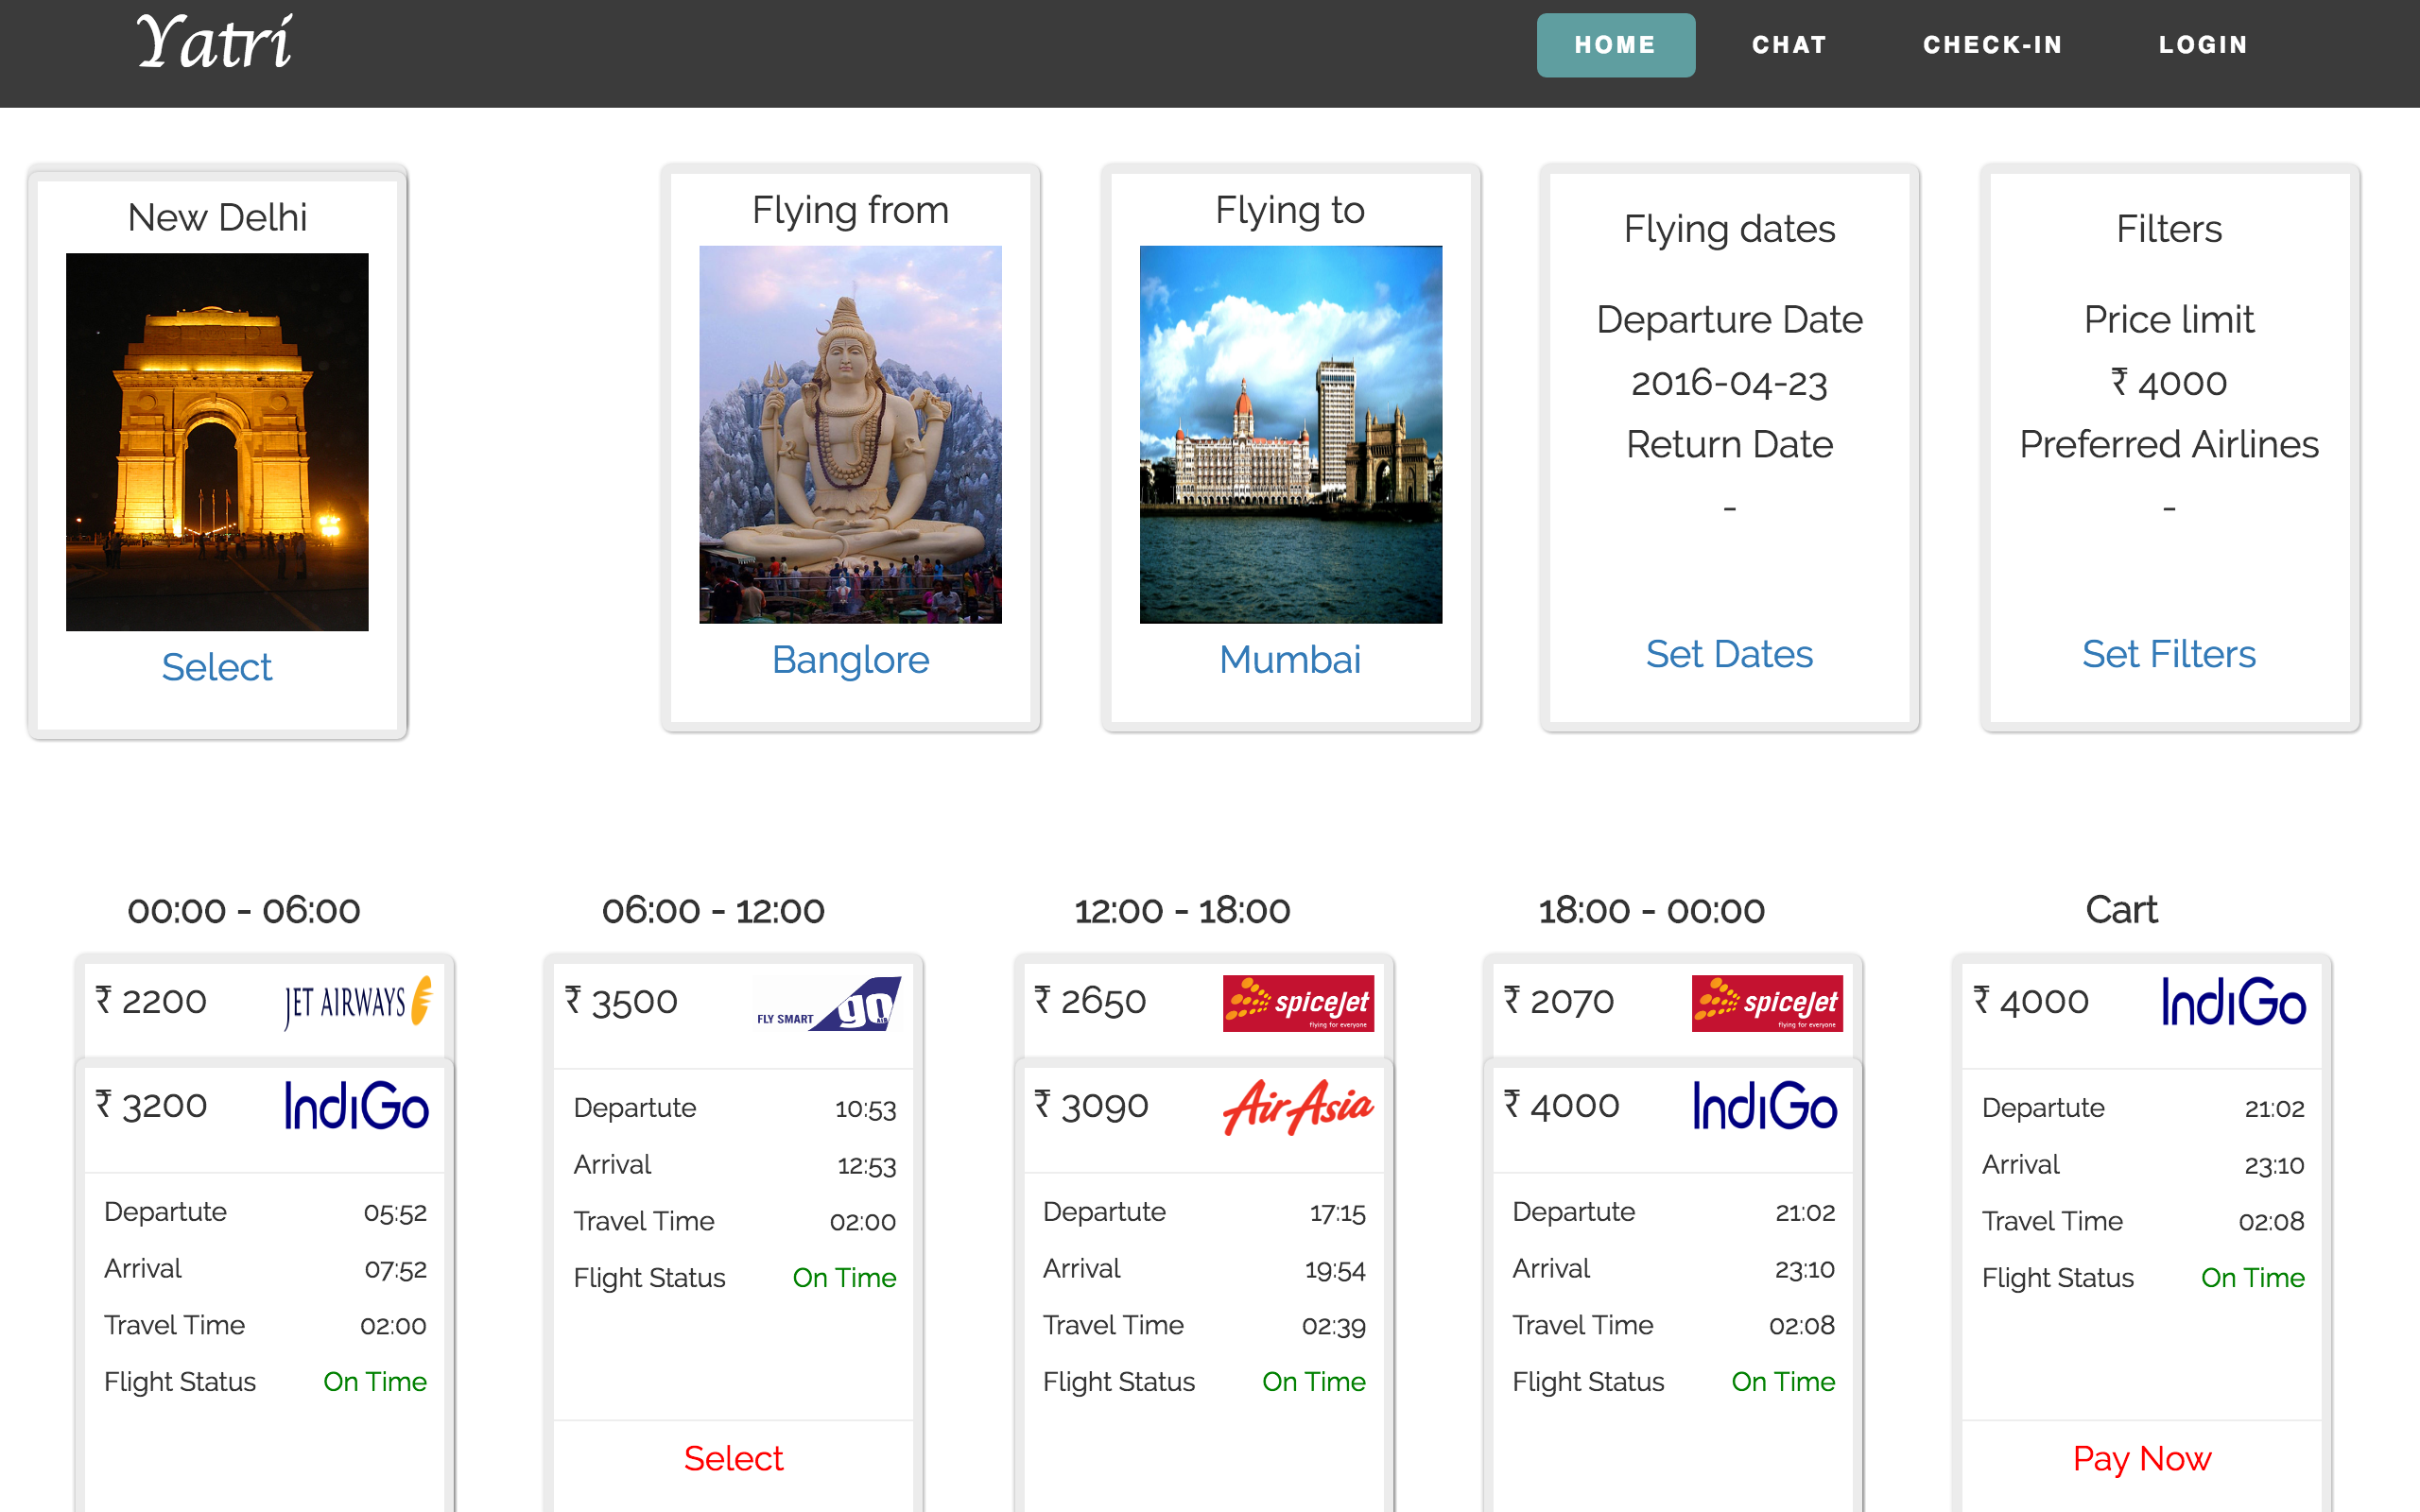 Yatri
HOME CHAT CHECK-IN LOGIN
New Delhi
Select
Flying from
Banglore
Flying to
Mumbai
Flying dates
Departure Date
2016-04-23
Return Date
-
Set Dates
Filters
Price limit
₹ 4000
Preferred Airlines
-
Set Filters
00:00 - 06:00
₹ 2200 JET AIRWAYS
₹ 3200 IndiGo
Departute 05:52
Arrival 07:52
Travel Time 02:00
Flight Status On Time
06:00 - 12:00
₹ 3500 FLY SMART go AIR
Departute 10:53
Arrival 12:53
Travel Time 02:00
Flight Status On Time
Select
12:00 - 18:00
₹ 2650 spiceJet
flying for everyone
₹ 3090 AirAsia
Departute 17:15
Arrival 19:54
Travel Time 02:39
Flight Status On Time
18:00 - 00:00
₹ 2070 spiceJet
flying for everyone
₹ 4000 IndiGo
Departute 21:02
Arrival 23:10
Travel Time 02:08
Flight Status On Time
Cart
₹ 4000 IndiGo
Departute 21:02
Arrival 23:10
Travel Time 02:08
Flight Status On Time
Pay Now